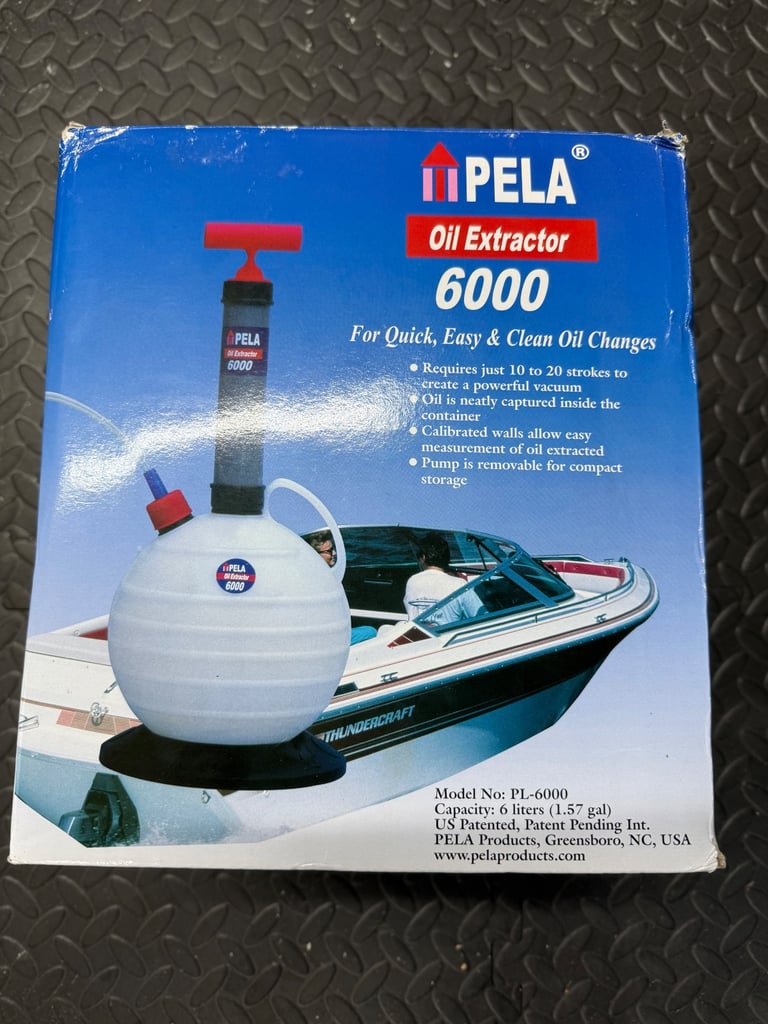 PELA®
Oil Extractor
6000
For Quick, Easy & Clean Oil Changes
• Requires just 10 to 20 strokes to
create a powerful vacuum
• Oil is neatly captured inside the
container
• Calibrated walls allow easy
measurement of oil extracted
• Pump is removable for compact
storage
PELA
Oil Extractor
6000
PELA
Oil Extractor
6000
THUNDERCRAFT
Model No: PL-6000
Capacity: 6 liters (1.57 gal)
US Patented, Patent Pending Int.
PELA Products, Greensboro, NC, USA
www.pelaproducts.com